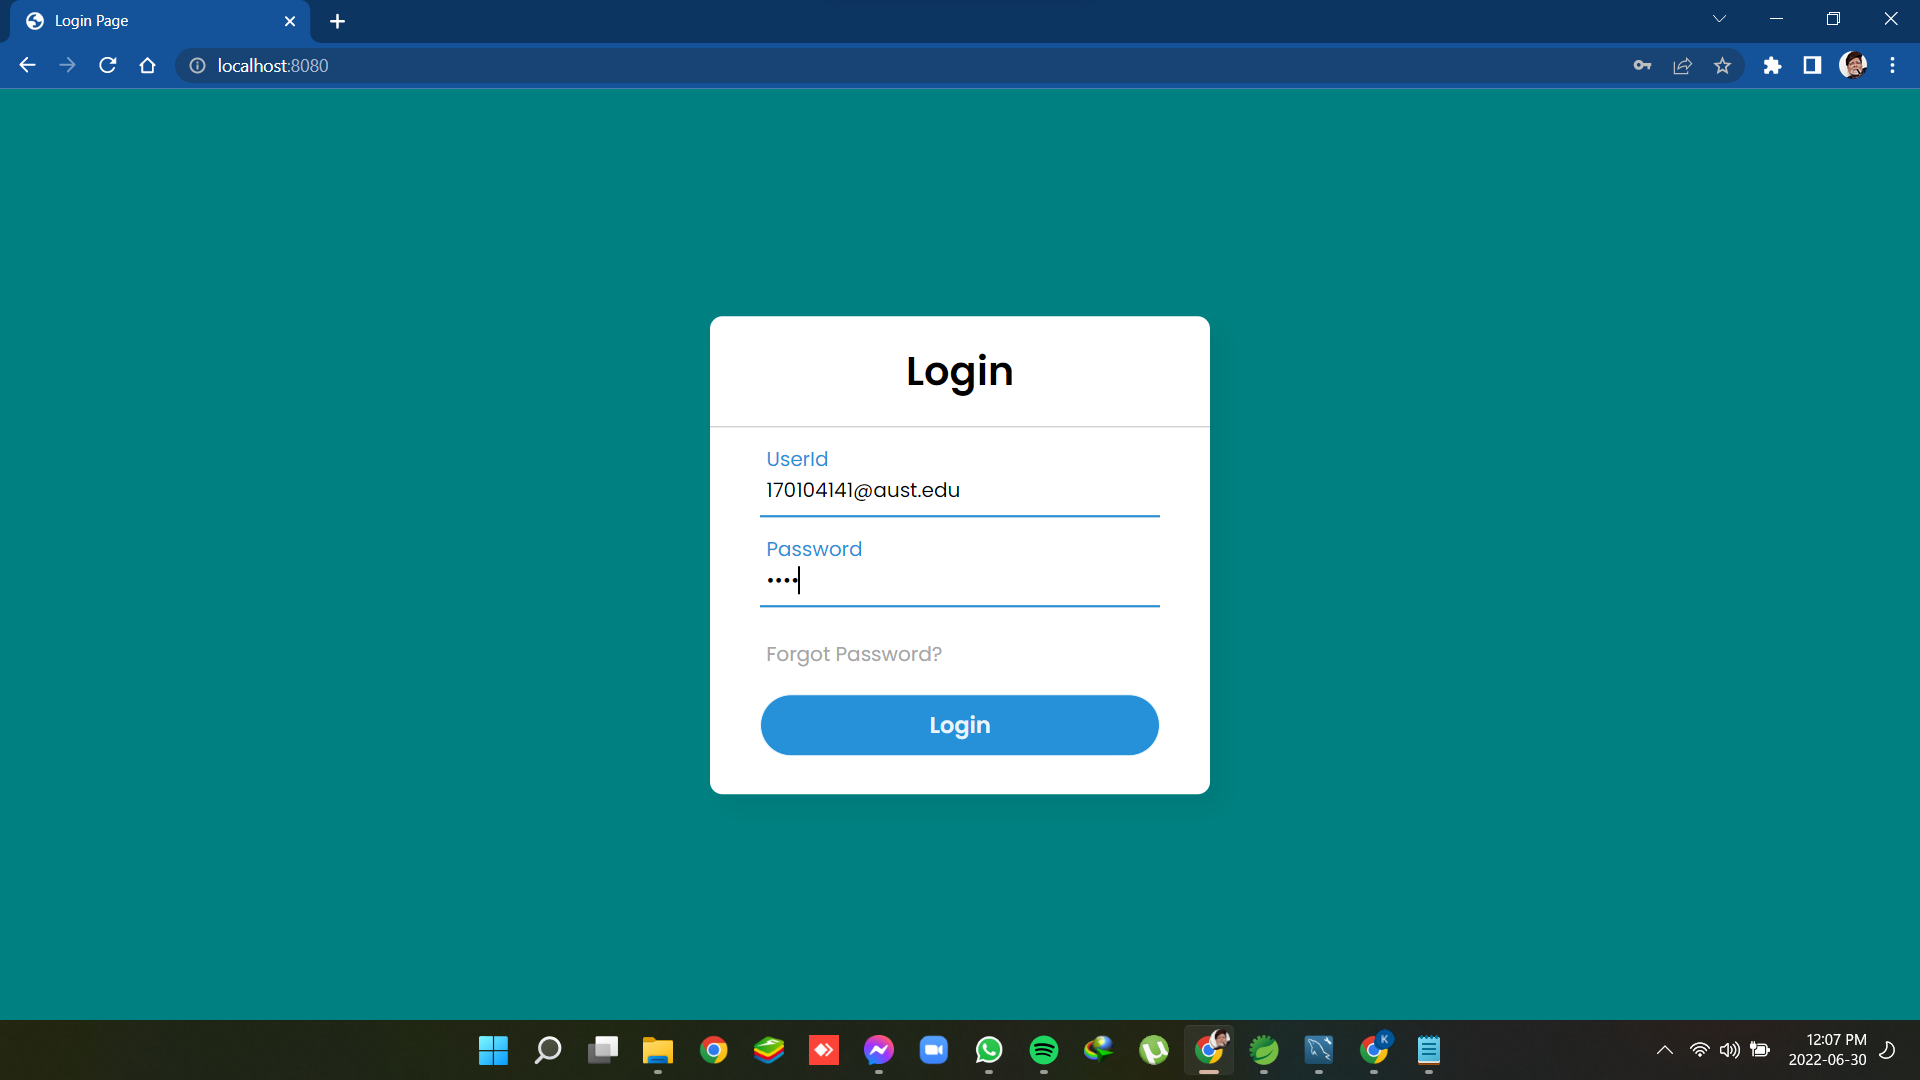 Login Page
localhost:8080
Login
UserId
170104141@aust.edu
Password
••••
Forgot Password?
Login
K
12:07 PM
2022-06-30